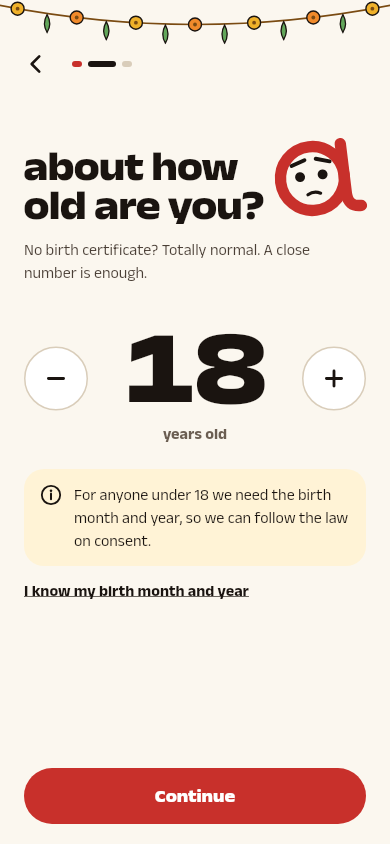 about how
old are you?
No birth certificate? Totally normal. A close
number is enough.
18
years old
For anyone under 18 we need the birth
month and year, so we can follow the law
on consent.
I know my birth month and year
Continue